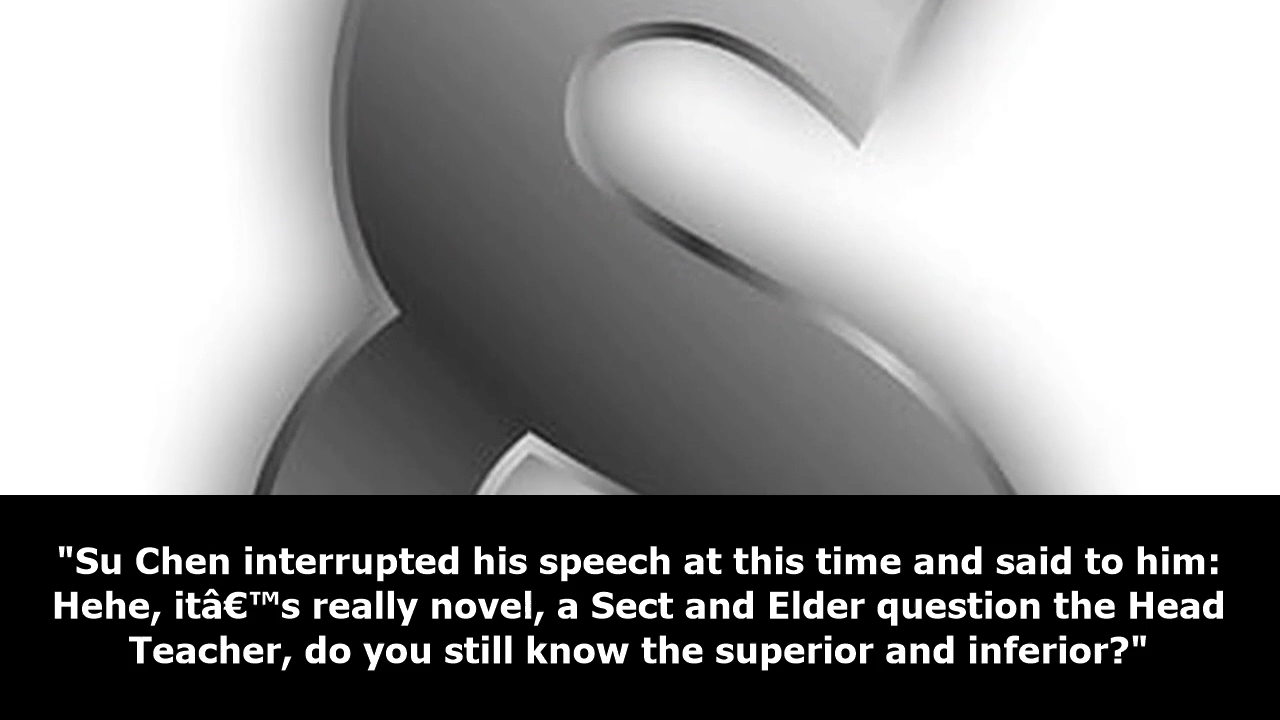 "Su Chen interrupted his speech at this time and said to him:
Hehe, itâ€™s really novel, a Sect and Elder question the Head
Teacher, do you still know the superior and inferior?"